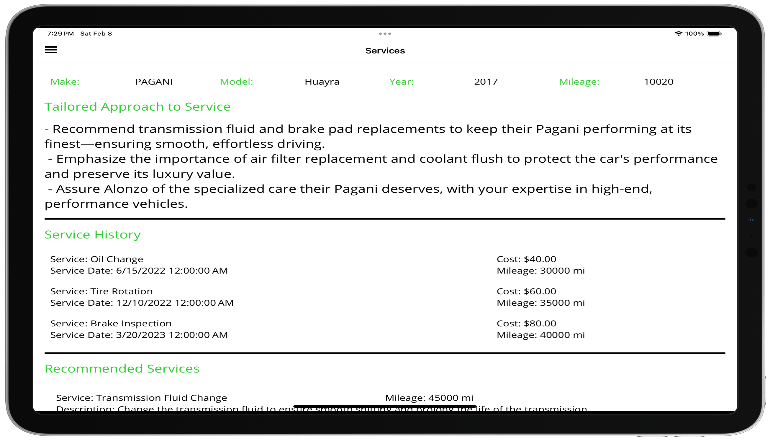 7:29 PM Sat Feb 8
100%
Services
Make: PAGANI Model: Huayra Year: 2017 Mileage: 10020
Tailored Approach to Service
- Recommend transmission fluid and brake pad replacements to keep their Pagani performing at its
finest—ensuring smooth, effortless driving.
- Emphasize the importance of air filter replacement and coolant flush to protect the car's performance
and preserve its luxury value.
- Assure Alonzo of the specialized care their Pagani deserves, with your expertise in high-end,
performance vehicles.
Service History
Service: Oil Change Cost: $40.00
Service Date: 6/15/2022 12:00:00 AM Mileage: 30000 mi
Service: Tire Rotation Cost: $60.00
Service Date: 12/10/2022 12:00:00 AM Mileage: 35000 mi
Service: Brake Inspection Cost: $80.00
Service Date: 3/20/2023 12:00:00 AM Mileage: 40000 mi
Recommended Services
Service: Transmission Fluid Change Mileage: 45000 mi
Description: Change the transmission fluid to ensure smooth shifting and prolong the life of the transmission